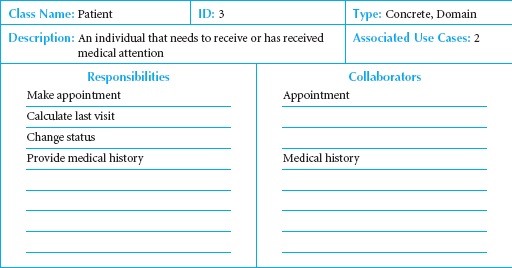 Class Name: Patient
ID: 3
Type: Concrete, Domain
Description: An individual that needs to receive or has received
medical attention
Associated Use Cases: 2
Responsibilities
Make appointment
Calculate last visit
Change status
Provide medical history
Collaborators
Appointment
Medical history